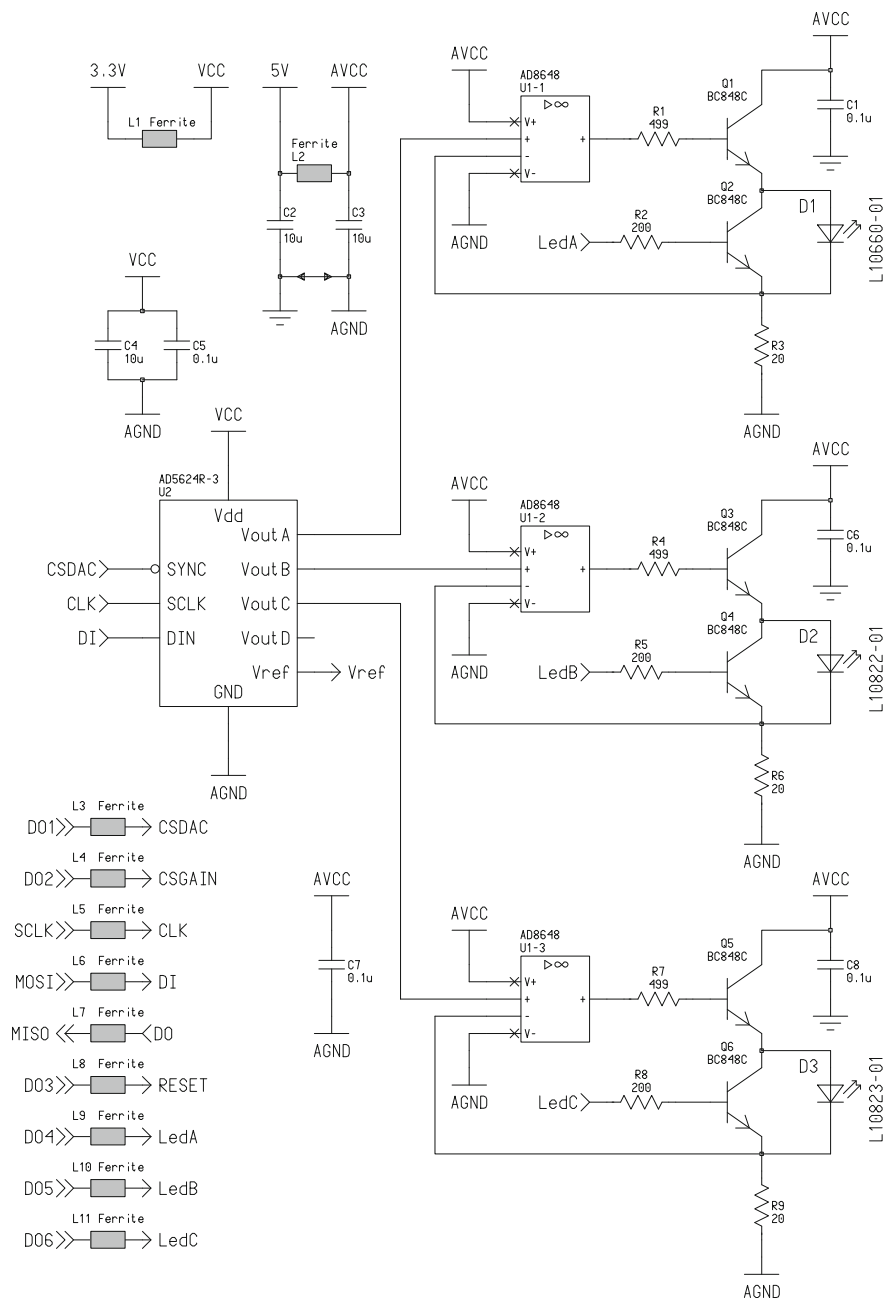 3.3V
VCC
L1 Ferrite
5V
AVCC
Ferrite
L2
C2
10u
C3
10u
AGND
VCC
C4
10u
C5
0.1u
AGND
AVCC
AD8648
U1-1
▷∞
V+
+
-
V-
+
AGND
R1
499
Q1
BC848C
AVCC
C1
0.1u
LedA
R2
200
Q2
BC848C
D1
L10660-01
R3
20
AGND
VCC
AD5624R-3
U2
Vdd
VoutA
VoutB
VoutC
VoutD
Vref
GND
SYNC
SCLK
DIN
CSDAC
CLK
DI
Vref
AGND
AVCC
AD8648
U1-2
▷∞
V+
+
-
V-
+
AGND
R4
499
Q3
BC848C
AVCC
C6
0.1u
LedB
R5
200
Q4
BC848C
D2
L10822-01
R6
20
AGND
L3 Ferrite
DO1
CSDAC
L4 Ferrite
DO2
CSGAIN
L5 Ferrite
SCLK
CLK
L6 Ferrite
MOSI
DI
L7 Ferrite
MISO
DO
L8 Ferrite
DO3
RESET
L9 Ferrite
DO4
LedA
L10 Ferrite
DO5
LedB
L11 Ferrite
DO6
LedC
AVCC
C7
0.1u
AGND
AVCC
AD8648
U1-3
▷∞
V+
+
-
V-
+
AGND
R7
499
Q5
BC848C
AVCC
C8
0.1u
LedC
R8
200
Q6
BC848C
D3
L10823-01
R9
20
AGND